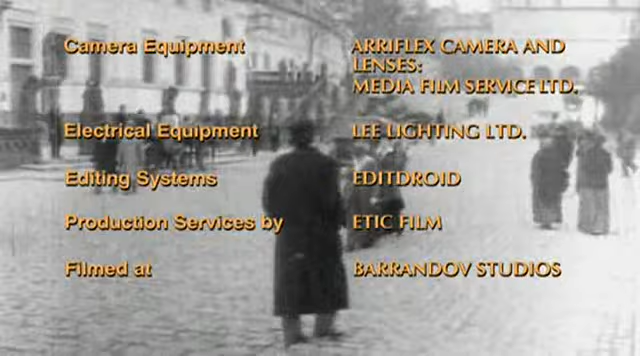 Camera Equipment ARRIFLEX CAMERA AND
LENSES:
MEDIA FILM SERVICE LTD.
Electrical Equipment LEE LIGHTING LTD.
Editing Systems EDITDROID
Production Services by ETIC FILM
Filmed at BARRANDOV STUDIOS